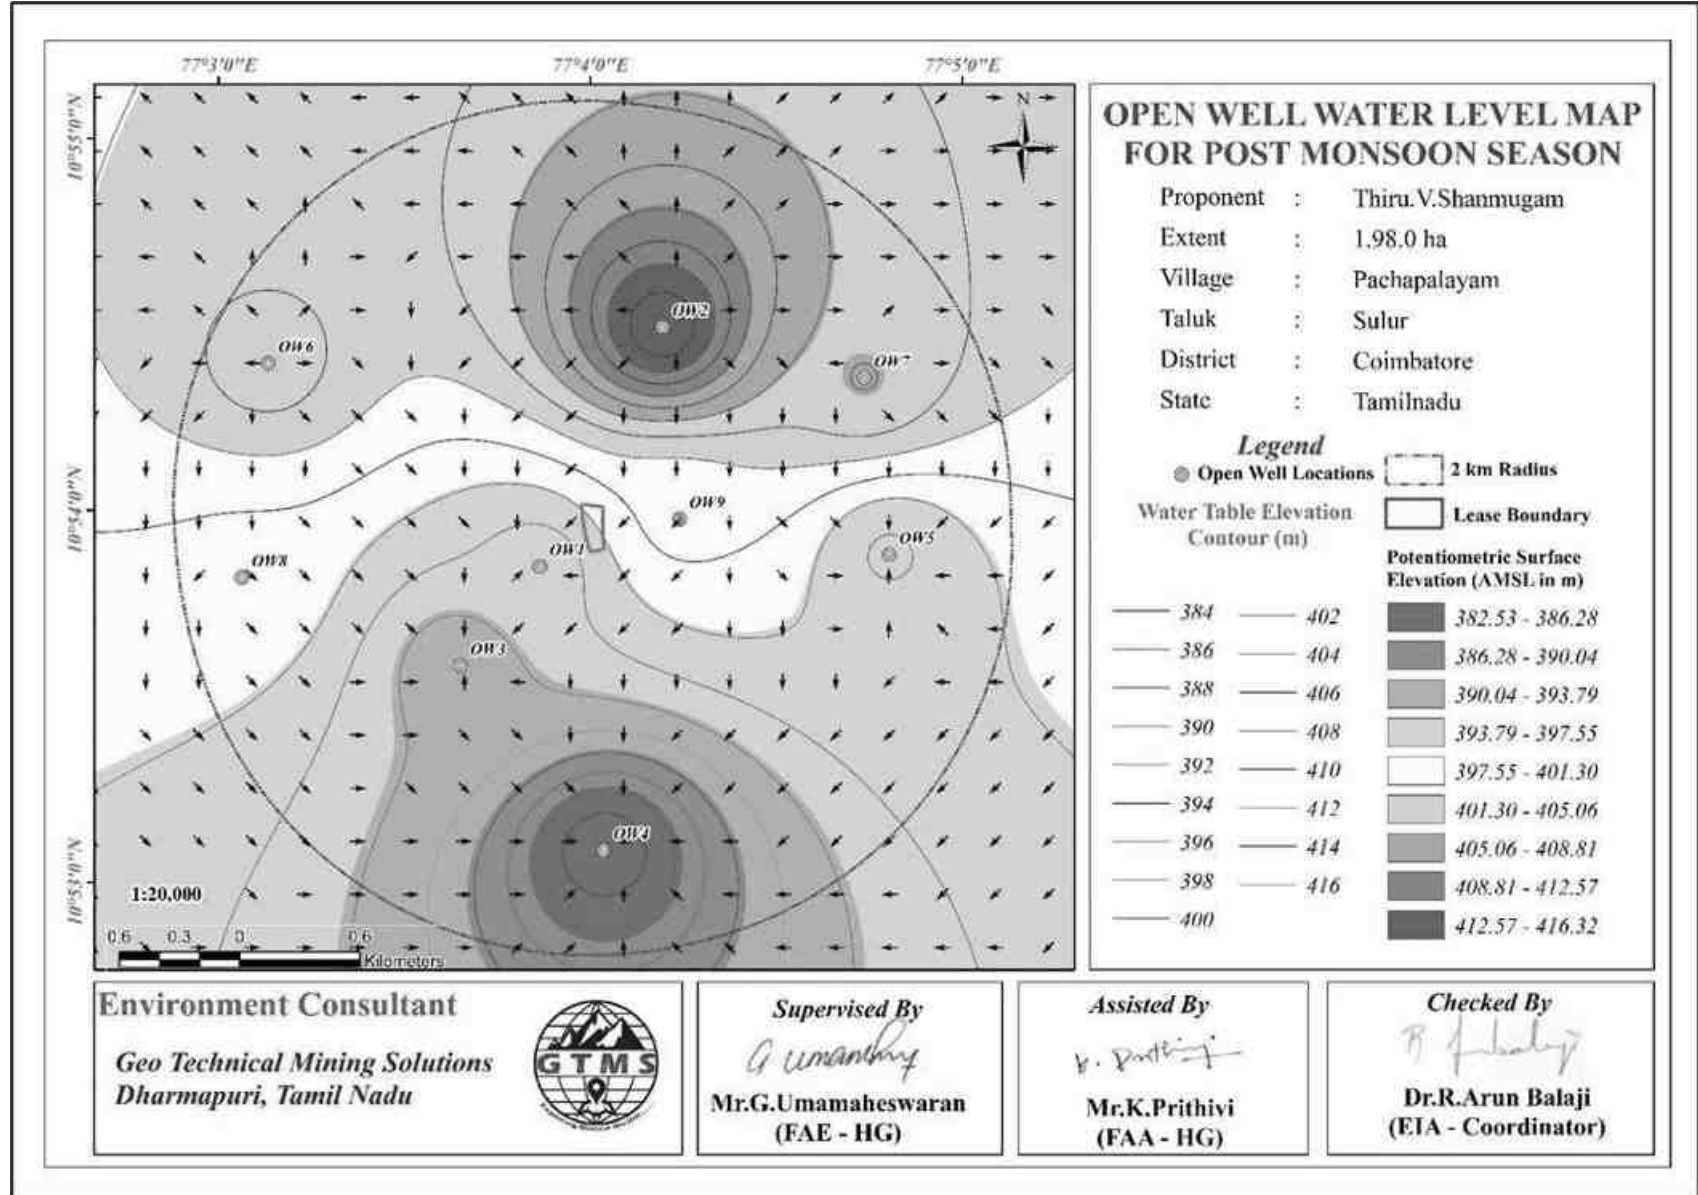 77°3'0"E
77°4'0"E
77°5'0"E
10°55'0"N
10°54'0"N
10°53'0"N
N
OW2
OW6
OW7
OW9
OW1
OW5
OW8
OW3
OW4
1:20,000
0.6 0.3 0 0.6
Kilometers
OPEN WELL WATER LEVEL MAP
FOR POST MONSOON SEASON
Proponent : Thiru.V.Shanmugam
Extent : 1.98.0 ha
Village : Pachapalayam
Taluk : Sulur
District : Coimbatore
State : Tamilnadu
Legend
Open Well Locations
2 km Radius
Water Table Elevation
Contour (m)
Lease Boundary
Potentiometric Surface
Elevation (AMSL in m)
384 402 382.53 - 386.28
386 404 386.28 - 390.04
388 406 390.04 - 393.79
390 408 393.79 - 397.55
392 410 397.55 - 401.30
394 412 401.30 - 405.06
396 414 405.06 - 408.81
398 416 408.81 - 412.57
400 412.57 - 416.32
Environment Consultant
Geo Technical Mining Solutions
Dharmapuri, Tamil Nadu
GTMS
Supervised By
Mr.G.Umamaheswaran
(FAE - HG)
Assisted By
Mr.K.Prithivi
(FAA - HG)
Checked By
Dr.R.Arun Balaji
(EIA - Coordinator)